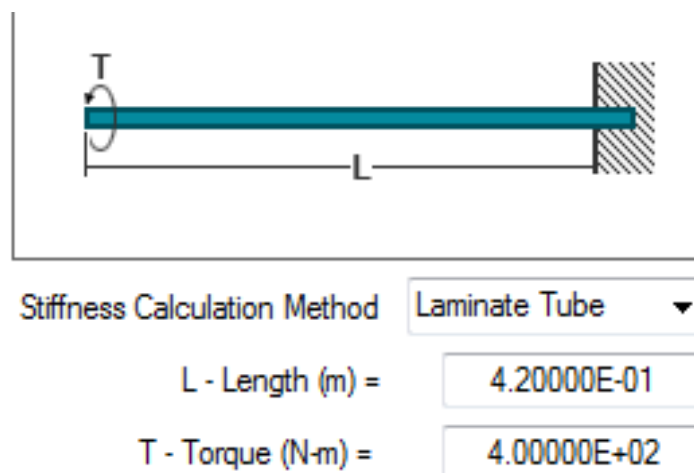 T
L
Stiffness Calculation Method Laminate Tube
L - Length (m) = 4.20000E-01
T - Torque (N-m) = 4.00000E+02